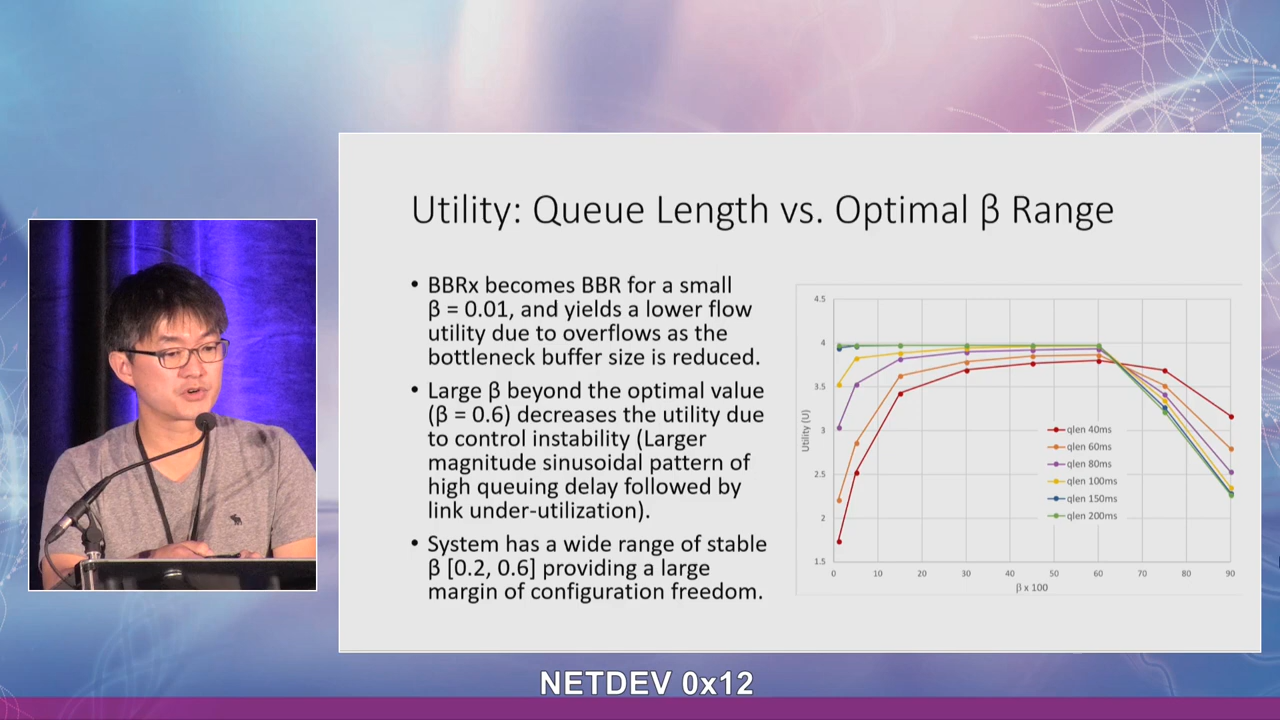 Utility: Queue Length vs. Optimal β Range
• BBRx becomes BBR for a small
β = 0.01, and yields a lower flow
utility due to overflows as the
bottleneck buffer size is reduced.
• Large β beyond the optimal value
(β = 0.6) decreases the utility due
to control instability (Larger
magnitude sinusoidal pattern of
high queuing delay followed by
link under-utilization).
• System has a wide range of stable
β [0.2, 0.6] providing a large
margin of configuration freedom.
4.5
4
3.5
3
2.5
2
1.5
Utility (U)
0 10 20 30 40 50 60 70 80 90
β x 100
qlen 40ms
qlen 60ms
qlen 80ms
qlen 100ms
qlen 150ms
qlen 200ms
NETDEV 0x12